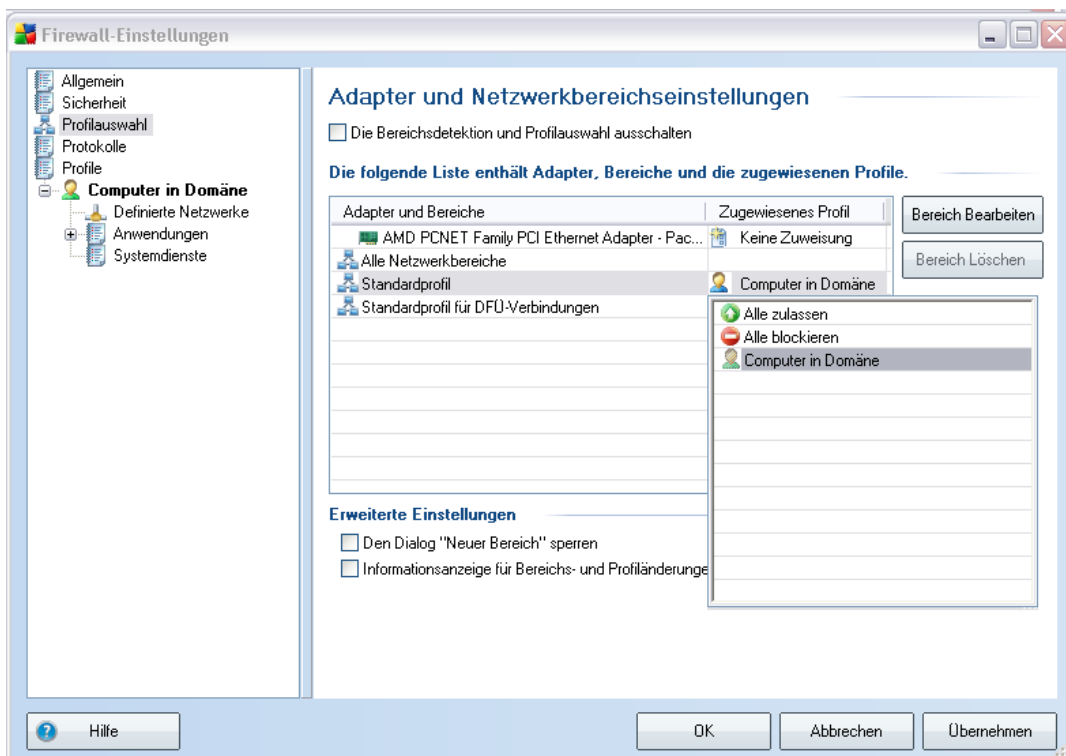 Firewall-Einstellungen
Allgemein
Sicherheit
Profilauswahl
Protokolle
Profile
Computer in Domäne
Definierte Netzwerke
Anwendungen
Systemdienste
Adapter und Netzwerkbereichseinstellungen
Die Bereichsdetektion und Profilauswahl ausschalten
Die folgende Liste enthält Adapter, Bereiche und die zugewiesenen Profile.
Adapter und Bereiche Zugewiesenes Profil
AMD PCNET Family PCI Ethernet Adapter - Pac... Keine Zuweisung
Alle Netzwerkbereiche
Standardprofil Computer in Domäne
Standardprofil für DFÜ-Verbindungen
Alle zulassen
Alle blockieren
Computer in Domäne
Bereich Bearbeiten
Bereich Löschen
Erweiterte Einstellungen
Den Dialog "Neuer Bereich" sperren
Informationsanzeige für Bereichs- und Profiländerunge
Hilfe
OK
Abbrechen
Übernehmen